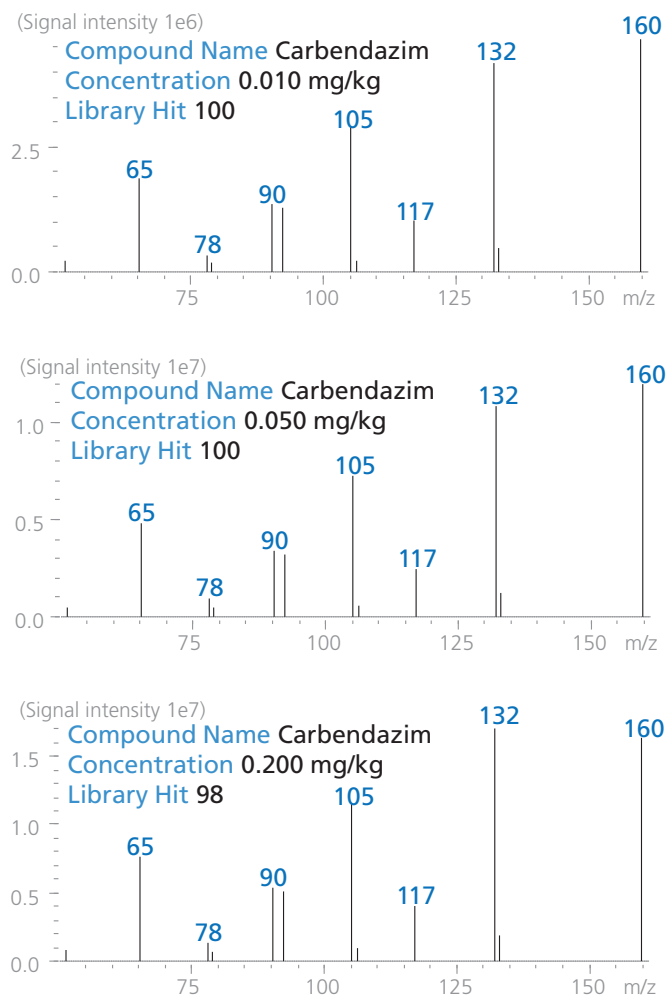 (Signal intensity 1e6)
160
Compound Name Carbendazim
132
Concentration 0.010 mg/kg
Library Hit 100
105
2.5
65
90
117
78
0.0
75 100 125 150 m/z
(Signal intensity 1e7)
160
Compound Name Carbendazim
132
1.0
Concentration 0.050 mg/kg
Library Hit 100
105
65
0.5
90
117
78
0.0
75 100 125 150 m/z
(Signal intensity 1e7)
132
160
Compound Name Carbendazim
1.5
Concentration 0.200 mg/kg
Library Hit 98
105
1.0
65
90
117
0.5
78
0.0
75 100 125 150 m/z